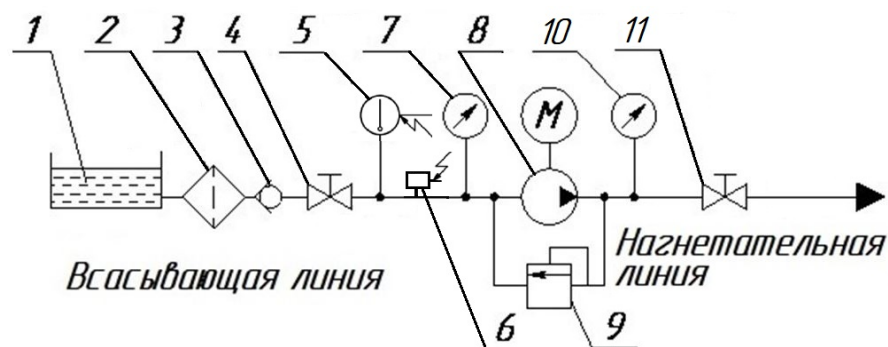 1 2 3 4 5 7 8 10 11
М
Всасывающая линия
Нагнетательная
линия
6 9